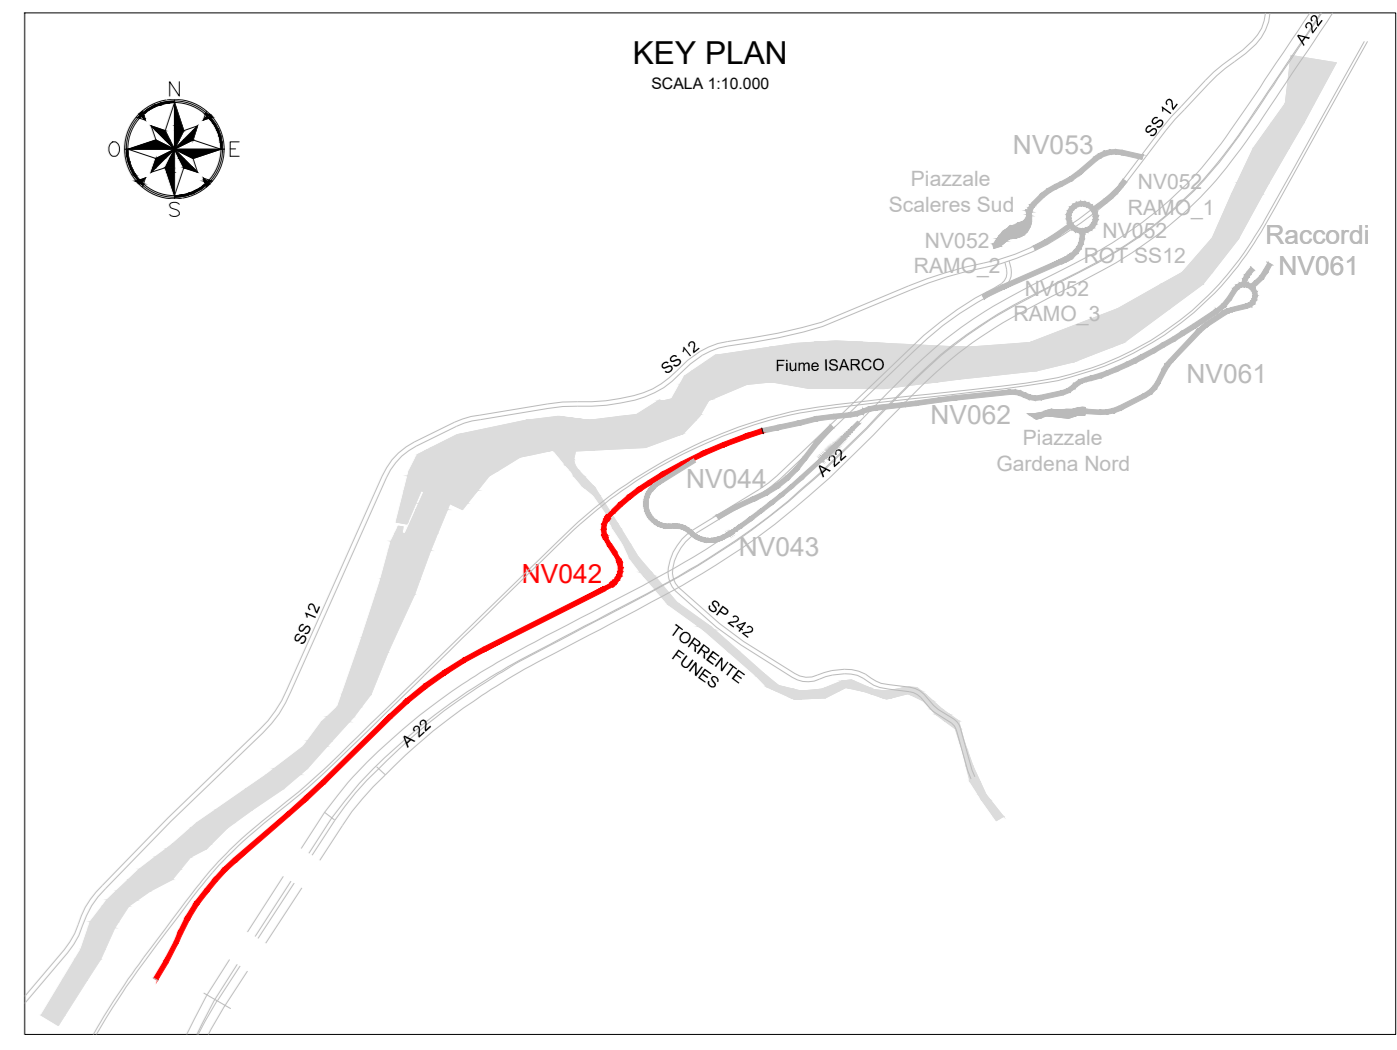 KEY PLAN
SCALA 1:10.000
N
O
E
S
A 22
SS 12
NV053
Piazzale
Scaleres Sud
NV052
RAMO_1
NV052
ROT SS12
NV052
RAMO_2
Raccordi
NV061
NV052
RAMO_3
SS 12
Fiume ISARCO
NV061
NV062
Piazzale
Gardena Nord
A 22
NV044
NV043
NV042
SS 12
SP 242
TORRENTE
FUNES
A 22